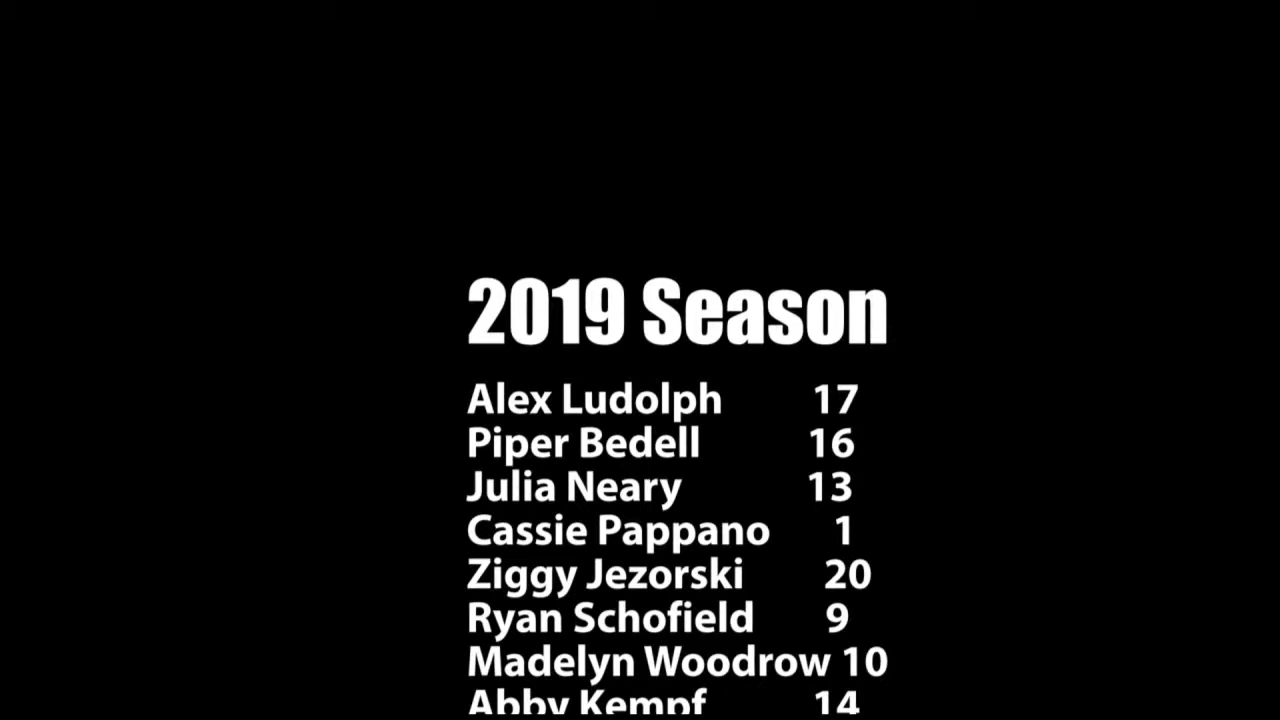 2019 Season
Alex Ludolph 17
Piper Bedell 16
Julia Neary 13
Cassie Pappano 1
Ziggy Jezorski 20
Ryan Schofield 9
Madelyn Woodrow 10
Abby Kempf 14